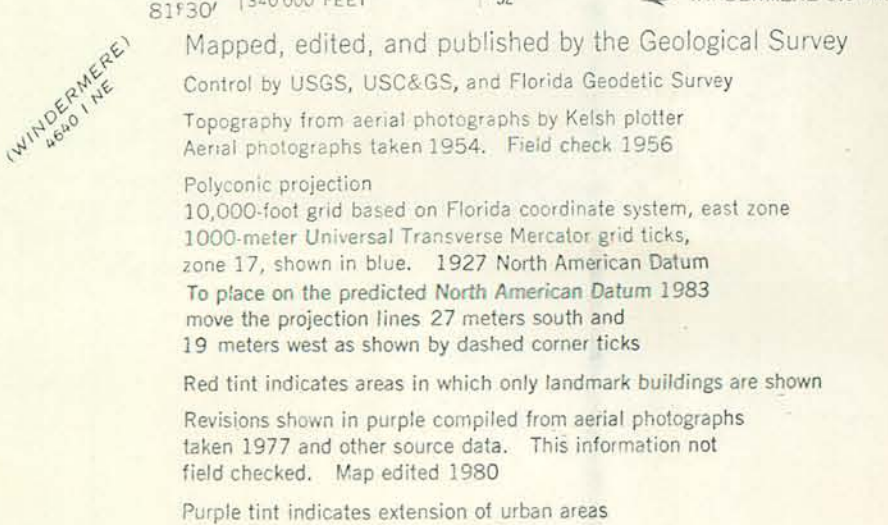 81°30′
340 000 FEET
(WINDERMERE)
4640 I NE
Mapped, edited, and published by the Geological Survey
Control by USGS, USC&GS, and Florida Geodetic Survey
Topography from aerial photographs by Kelsh plotter
Aerial photographs taken 1954. Field check 1956
Polyconic projection
10,000-foot grid based on Florida coordinate system, east zone
1000-meter Universal Transverse Mercator grid ticks,
zone 17, shown in blue. 1927 North American Datum
To place on the predicted North American Datum 1983
move the projection lines 27 meters south and
19 meters west as shown by dashed corner ticks
Red tint indicates areas in which only landmark buildings are shown
Revisions shown in purple compiled from aerial photographs
taken 1977 and other source data. This information not
field checked. Map edited 1980
Purple tint indicates extension of urban areas